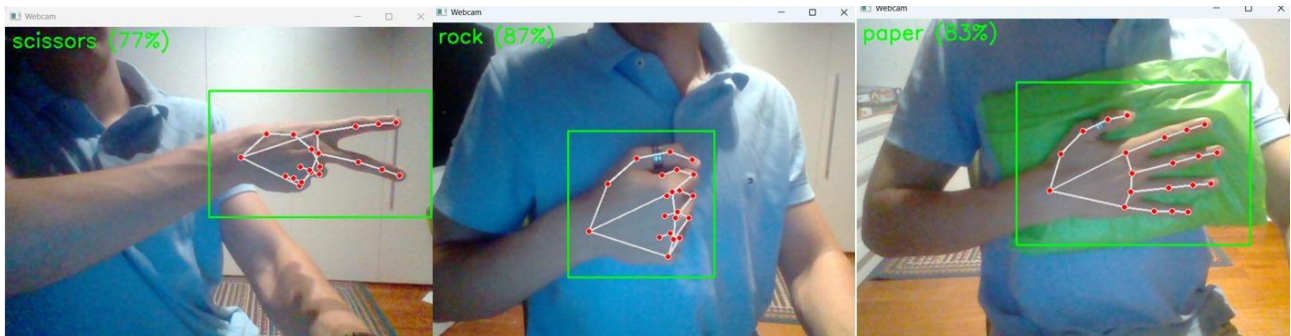 Webcam
scissors (77%)
Webcam
rock (87%)
Webcam
paper (83%)